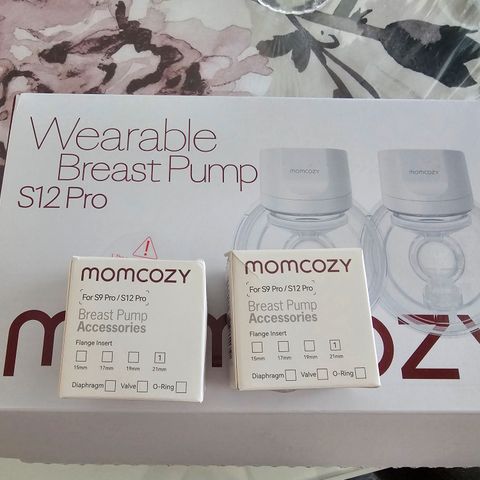 Wearable
Breast Pump
S12 Pro
momcozy
momcozy
momcozy
For S9 Pro / S12 Pro
Breast Pump
Accessories
Flange Insert
1
15mm 17mm 19mm 21mm
Diaphragm Valve O-Ring
momcozy
For S9 Pro / S12 Pro
Breast Pump
Accessories
Flange Insert
1
15mm 17mm 19mm 21mm
Diaphragm Valve O-Ring